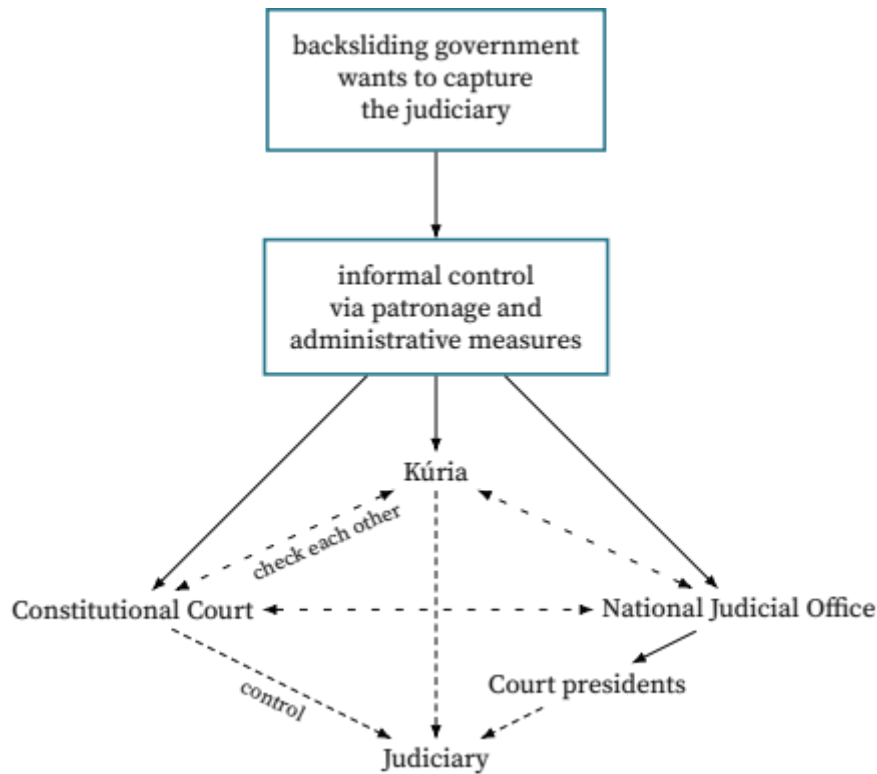 backsliding government
wants to capture
the judiciary
informal control
via patronage and
administrative measures
Kúria
check each other
Constitutional Court
National Judicial Office
control
Court presidents
Judiciary